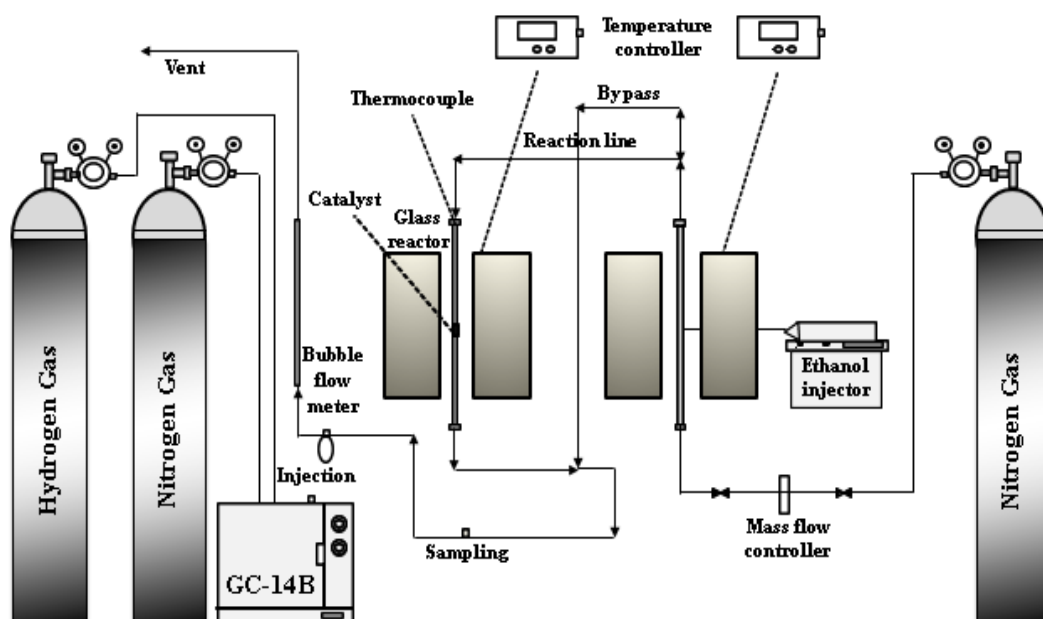 Temperature
controller
Vent
Thermocouple
Bypass
Reaction line
Catalyst
Glass
reactor
Bubble
flow
meter
Ethanol
injector
Injection
Sampling
Mass flow
controller
GC-14B
Hydrogen Gas
Nitrogen Gas
Nitrogen Gas